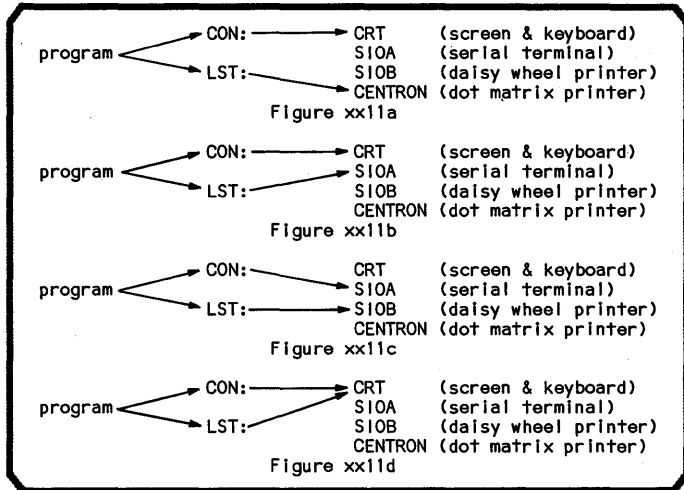 CON: CRT (screen & keyboard)
program SIOA (serial terminal)
LST: SIOB (daisy wheel printer)
CENTRON (dot matrix printer)
Figure xx11a
CON: CRT (screen & keyboard)
program SIOA (serial terminal)
LST: SIOB (daisy wheel printer)
CENTRON (dot matrix printer)
Figure xx11b
CON: CRT (screen & keyboard)
program SIOA (serial terminal)
LST: SIOB (daisy wheel printer)
CENTRON (dot matrix printer)
Figure xx11c
CON: CRT (screen & keyboard)
program SIOA (serial terminal)
LST: SIOB (daisy wheel printer)
CENTRON (dot matrix printer)
Figure xx11d